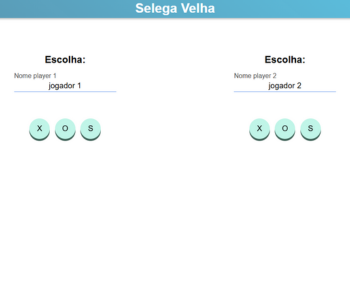 Selega Velha
Escolha:
Nome player 1
jogador 1
X O S
Escolha:
Nome player 2
jogador 2
X O S